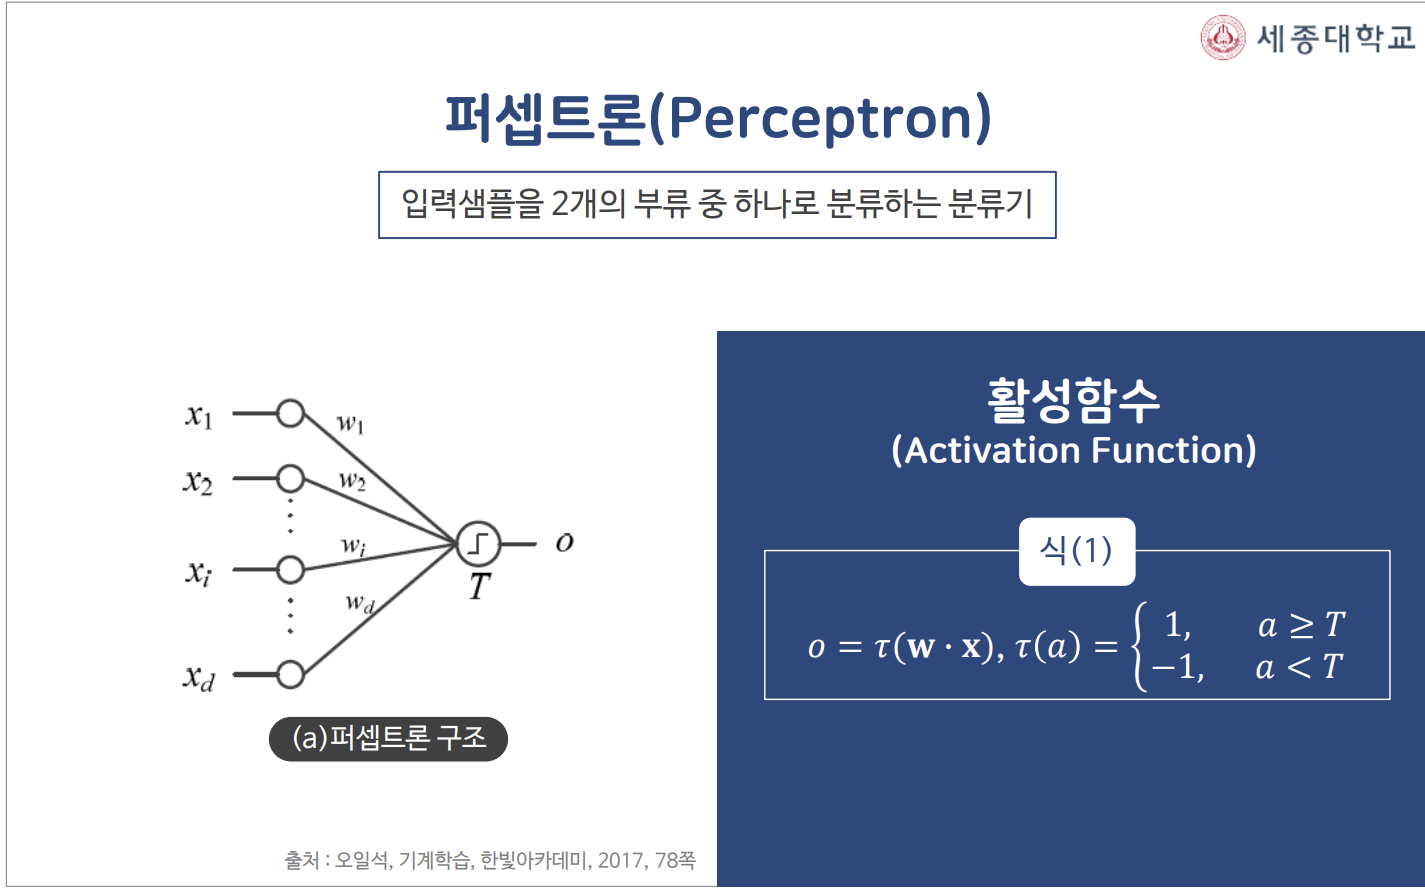 세종대학교
퍼셉트론(Perceptron)
입력샘플을 2개의 부류 중 하나로 분류하는 분류기
x₁ w₁
x₂ w₂
xᵢ wᵢ
x_d w_d
T
o
(a)퍼셉트론 구조
출처 : 오일석, 기계학습, 한빛아카데미, 2017, 78쪽
활성함수
(Activation Function)
식(1)
o = τ(w · x), τ(a) = { 1, a ≥ T
−1, a < T